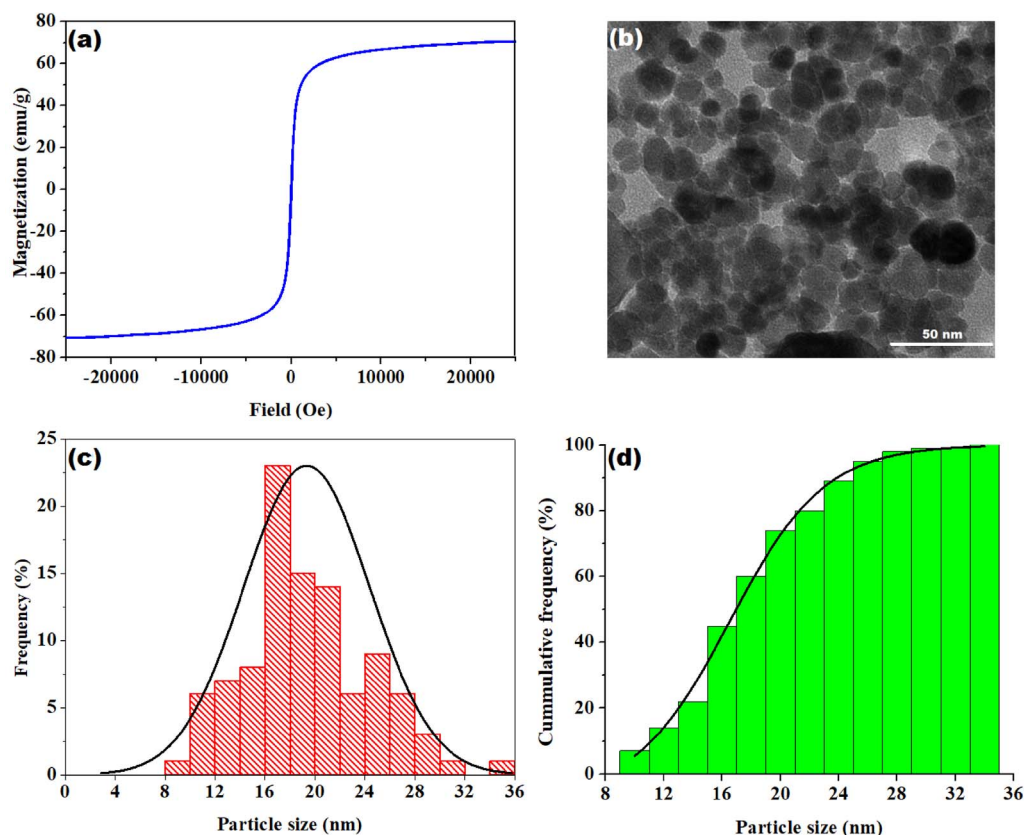 (a)
80
60
40
20
0
-20
-40
-60
-80
Magnetization (emu/g)
-20000 -10000 0 10000 20000
Field (Oe)
(b)
50 nm
(c)
25
20
15
10
5
0
Frequency (%)
0 4 8 12 16 20 24 28 32 36
Particle size (nm)
(d)
100
80
60
40
20
0
Cummulative frequency (%)
8 12 16 20 24 28 32 36
Particle size (nm)